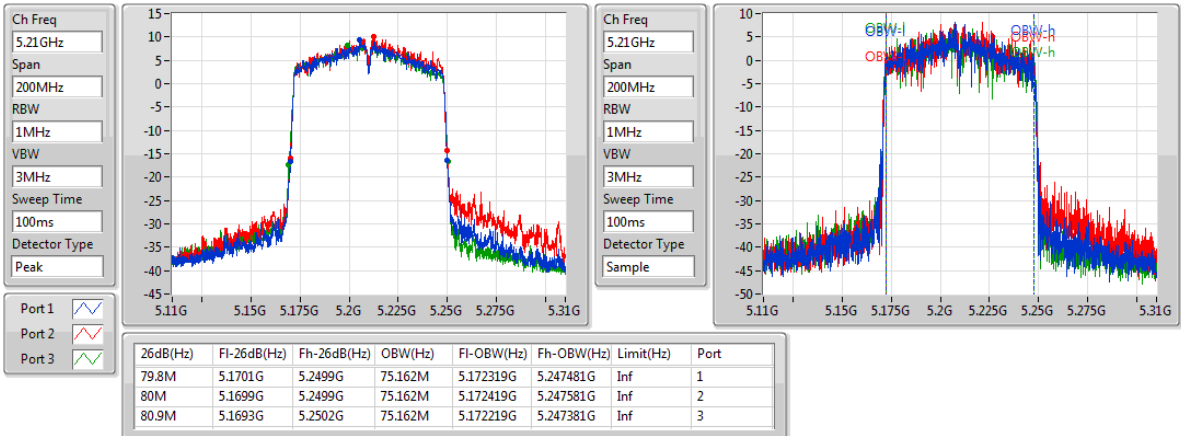 Ch Freq
5.21GHz
Span
200MHz
RBW
1MHz
VBW
3MHz
Sweep Time
100ms
Detector Type
Peak
Port 1
Port 2
Port 3
15
10
5
0
-5
-10
-15
-20
-25
-30
-35
-40
-45
5.11G 5.15G 5.175G 5.2G 5.225G 5.25G 5.31G
Ch Freq
5.21GHz
Span
200MHz
RBW
1MHz
VBW
3MHz
Sweep Time
100ms
Detector Type
Sample
10
5
0
-5
-10
-15
-20
-25
-30
-35
-40
-45
-50
OBW-l OBW-h
OBW-h
OBW-h
5.11G 5.15G 5.175G 5.2G 5.225G 5.25G 5.31G
26dB(Hz) Fl-26dB(Hz) Fh-26dB(Hz) OBW(Hz) Fl-OBW(Hz) Fh-OBW(Hz) Limit(Hz) Port
79.8M 5.1701G 5.2499G 75.162M 5.172319G 5.247481G Inf 1
80M 5.1699G 5.2499G 75.162M 5.172419G 5.247581G Inf 2
80.9M 5.1693G 5.2502G 75.162M 5.172219G 5.247381G Inf 3